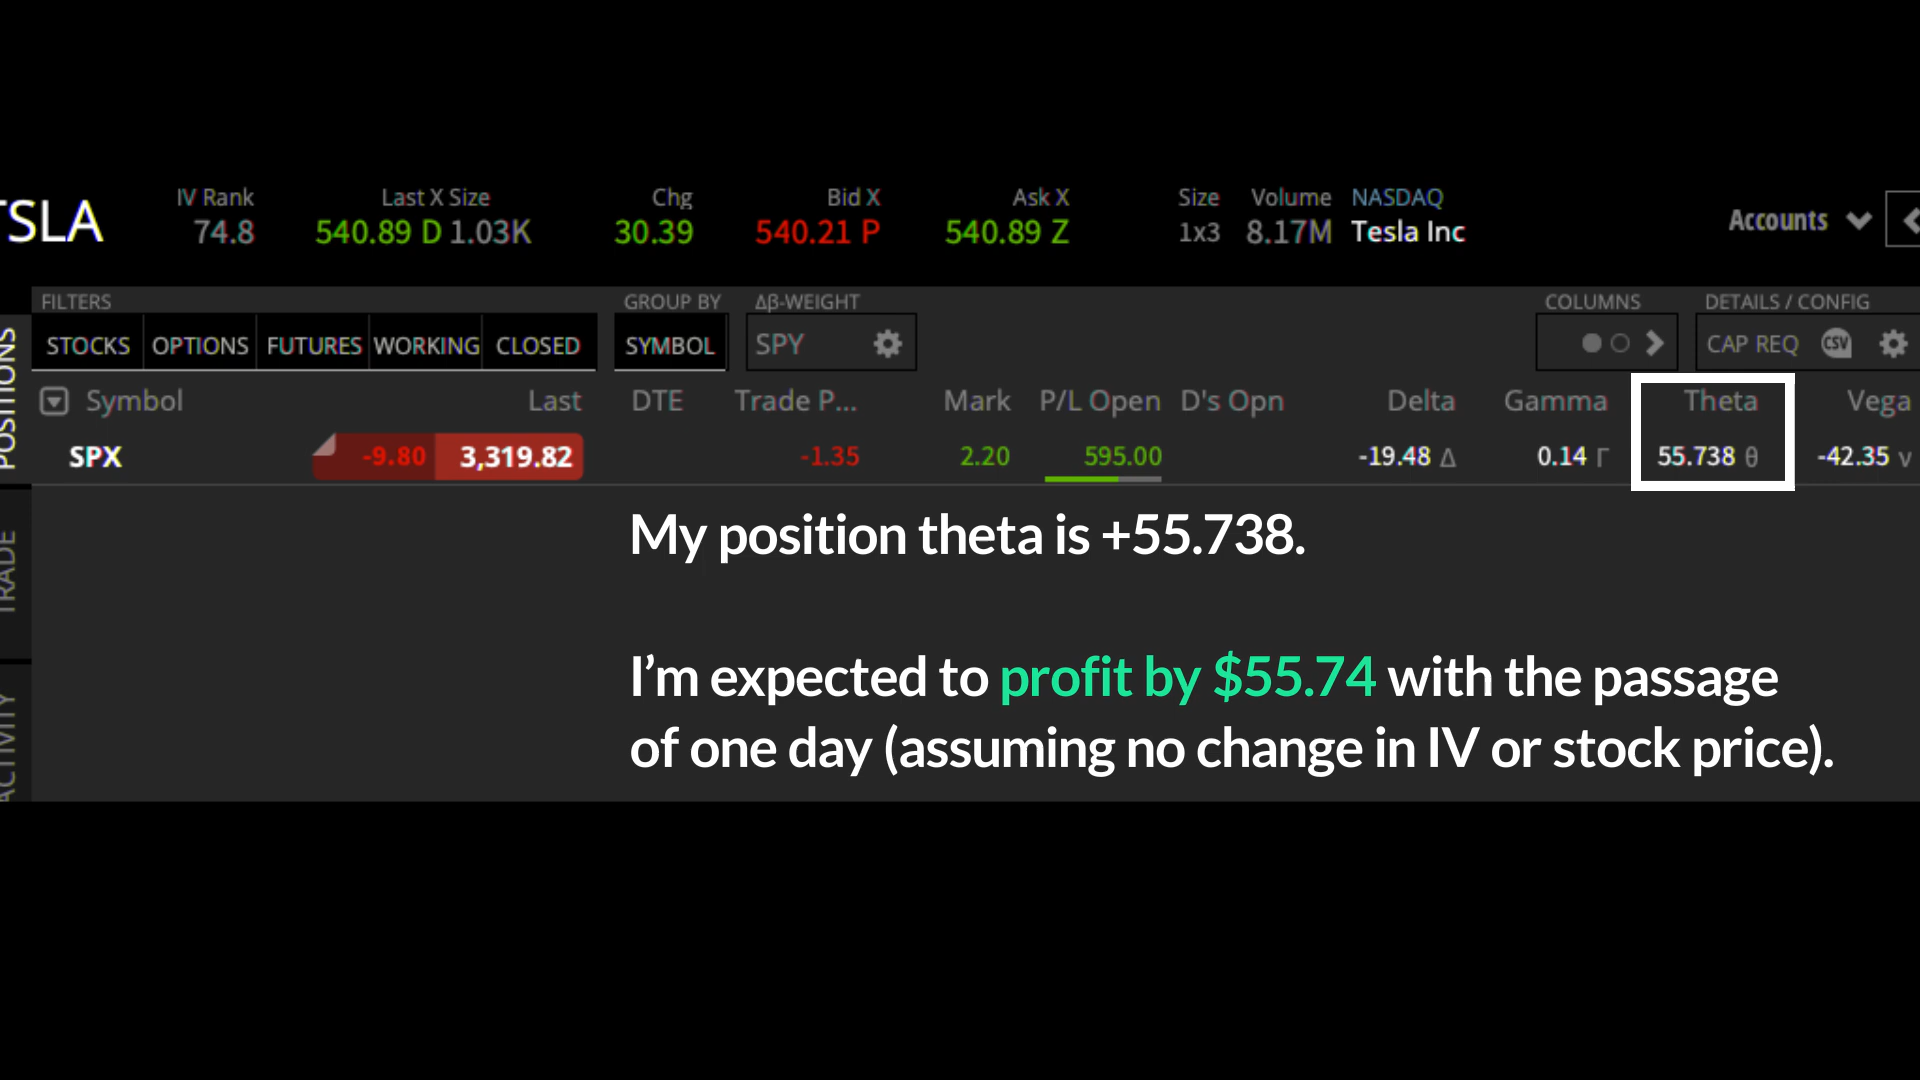 TSLA
IV Rank Last X Size Chg Bid X Ask X Size Volume NASDAQ
74.8 540.89 D 1.03K 30.39 540.21 P 540.89 Z 1x3 8.17M Tesla Inc
Accounts
FILTERS GROUP BY Δβ-WEIGHT COLUMNS DETAILS / CONFIG
STOCKS OPTIONS FUTURES WORKING CLOSED SYMBOL SPY CAP REQ CSV
Symbol Last DTE Trade P... Mark P/L Open D's Opn Delta Gamma Theta Vega
SPX -9.80 3,319.82 -1.35 2.20 595.00 -19.48 Δ 0.14 Γ 55.738 θ -42.35 v
POSITIONS
TRADE
ACTIVITY
My position theta is +55.738.
I’m expected to profit by $55.74 with the passage
of one day (assuming no change in IV or stock price).